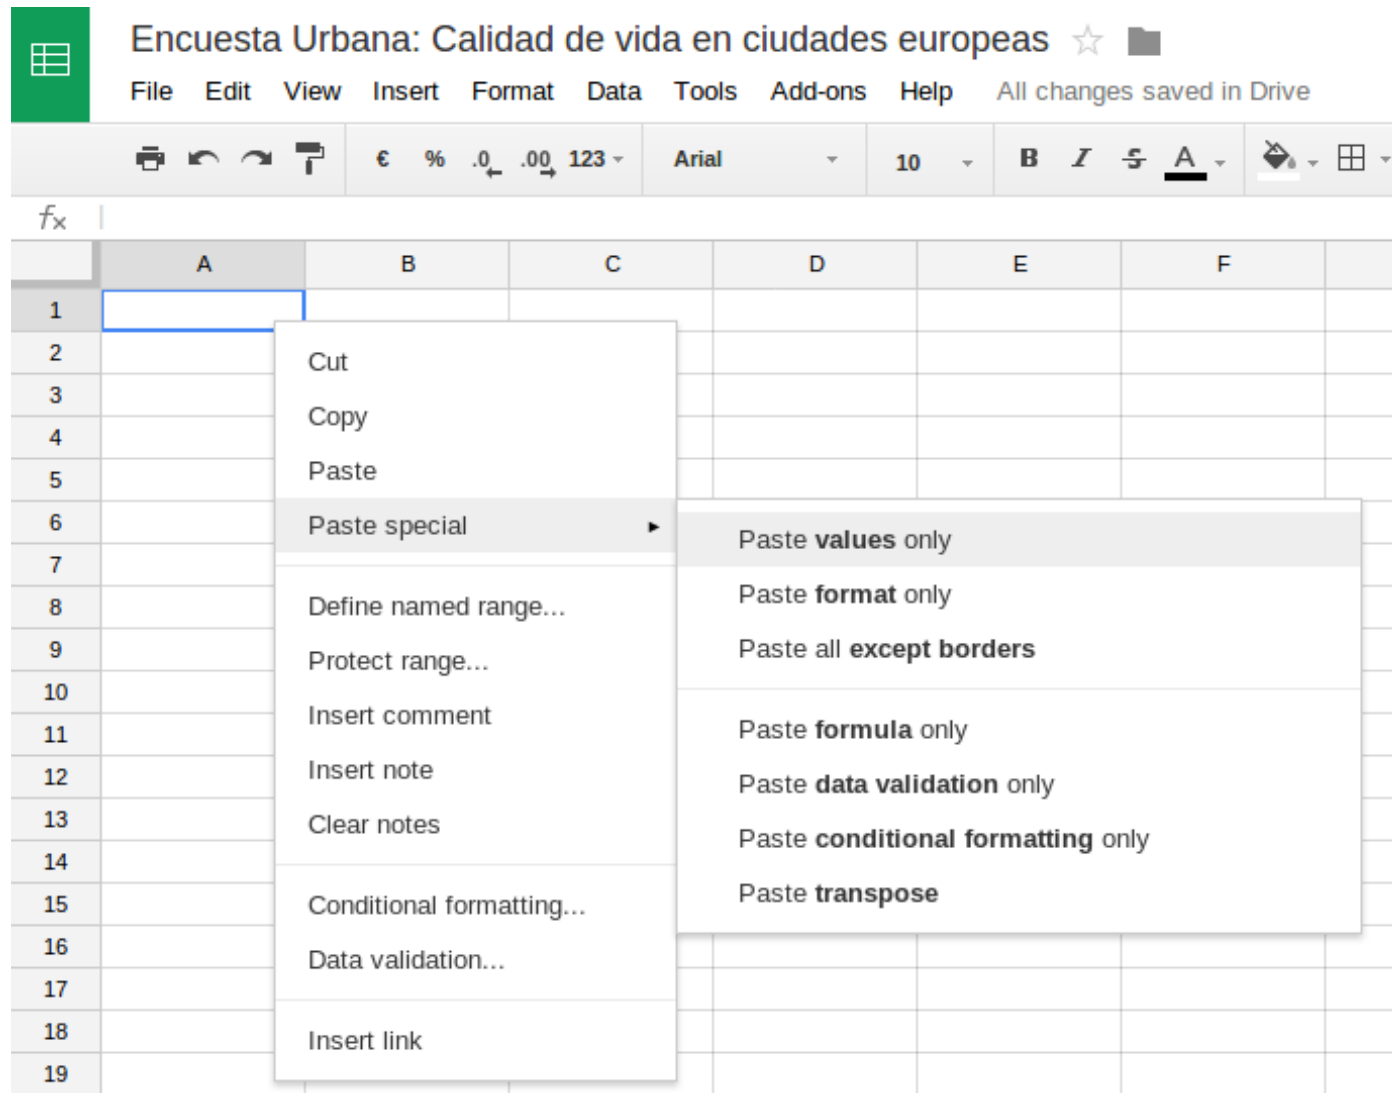 Encuesta Urbana: Calidad de vida en ciudades europeas
File Edit View Insert Format Data Tools Add-ons Help All changes saved in Drive
€ % .0 .00 123 Arial 10 B I S A
fx
A B C D E F
1
2
3
4
5
6
7
8
9
10
11
12
13
14
15
16
17
18
19
Cut
Copy
Paste
Paste special
Define named range...
Protect range...
Insert comment
Insert note
Clear notes
Conditional formatting...
Data validation...
Insert link
Paste values only
Paste format only
Paste all except borders
Paste formula only
Paste data validation only
Paste conditional formatting only
Paste transpose